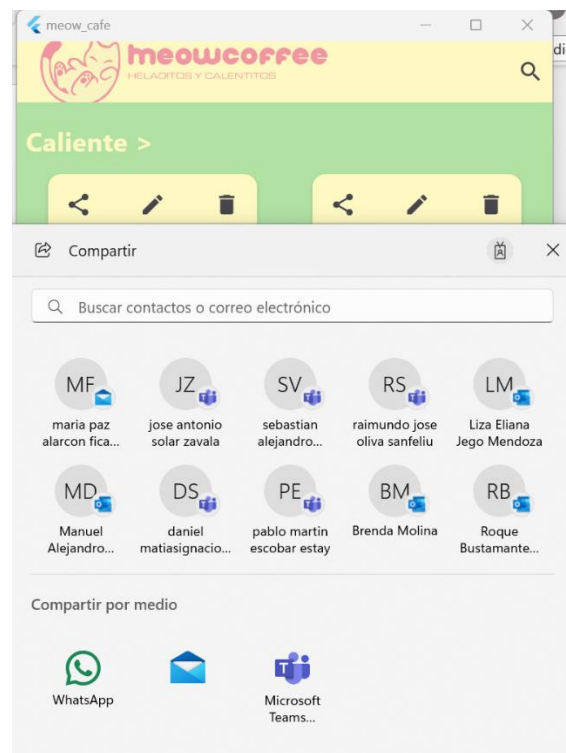 meow_cafe
di
meowcoffee
HELADITOS Y CALENTITOS
Caliente >
Compartir
Buscar contactos o correo electrónico
MF JZ SV RS LM
maria paz alarcon fica...
jose antonio solar zavala
sebastian alejandro...
raimundo jose oliva sanfeliu
Liza Eliana Jego Mendoza
MD DS PE BM RB
Manuel Alejandro...
daniel matiasignacio...
pablo martin escobar estay
Brenda Molina
Roque Bustamante...
Compartir por medio
WhatsApp
Microsoft Teams...